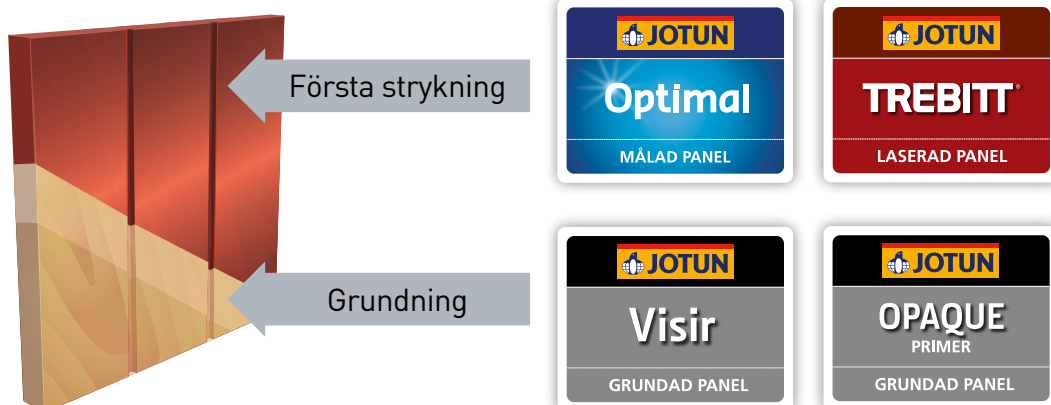 Första strykning
Grundning
JOTUN
Optimal
MÅLAD PANEL
JOTUN
TREBITT®
LASERAD PANEL
JOTUN
Visir
GRUNDAD PANEL
JOTUN
OPAQUE
PRIMER
GRUNDAD PANEL